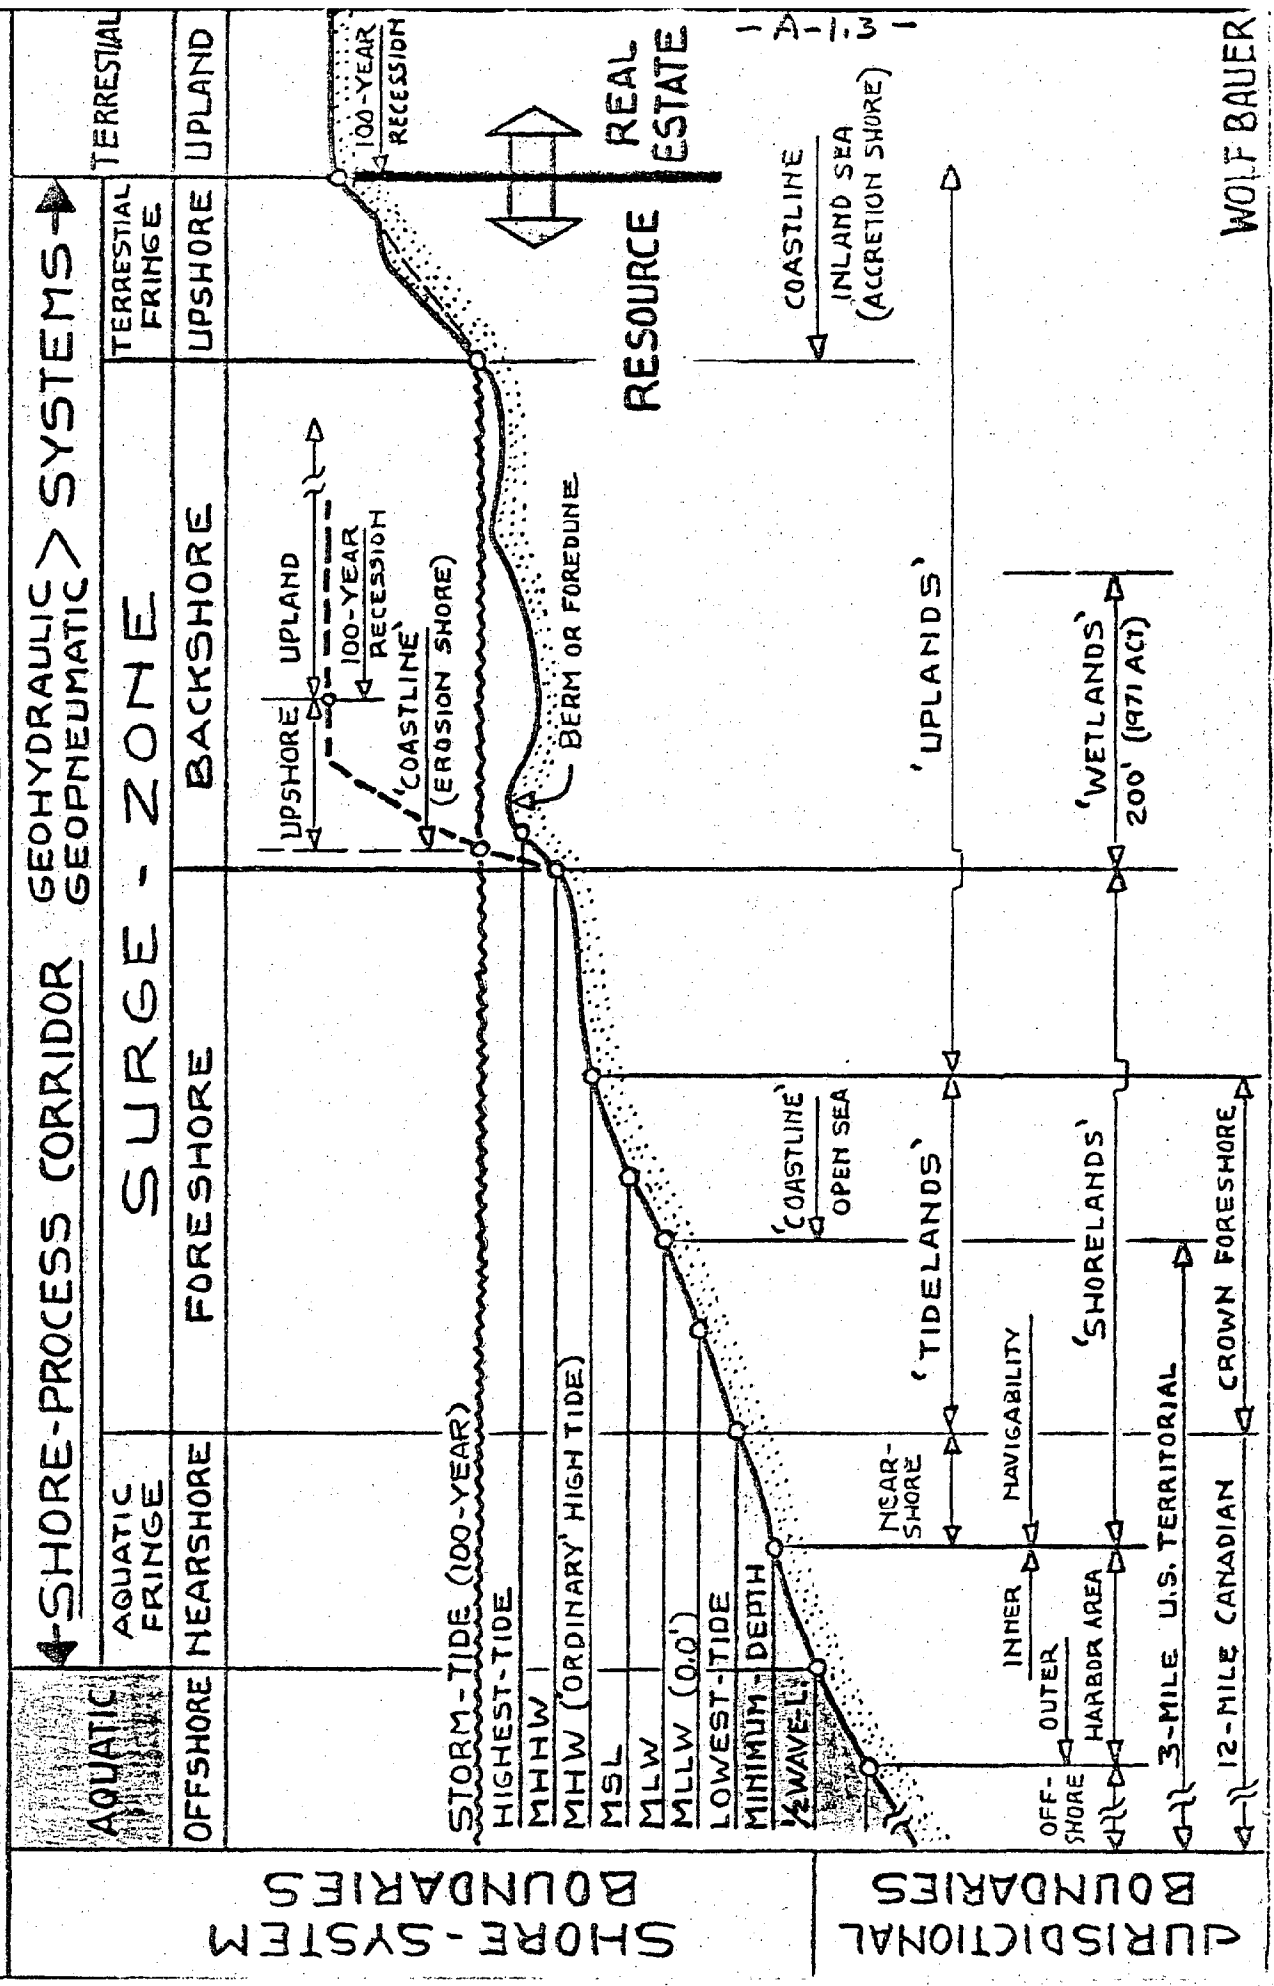 SHORE-PROCESS CORRIDOR
GEOHYDRAULIC
GEOPNEUMATIC > SYSTEMS
AQUATIC
TERRESTIAL
AQUATIC
FRINGE
SURGE - ZONE
TERRESTIAL
FRINGE
OFFSHORE
NEARSHORE
FORESHORE
BACKSHORE
UPSHORE
UPLAND
SHORE-SYSTEM
BOUNDARIES
STORM-TIDE (100-YEAR)
HIGHEST-TIDE
MHHW
MHW ('ORDINARY' HIGH TIDE)
MSL
MLW
MLLW (0.0')
LOWEST-TIDE
MINIMUM-DEPTH
½ WAVE-L.
UPSHORE
UPLAND
100-YEAR
RECESSION
'COASTLINE'
(EROSION SHORE)
BERM OR FOREDUNE
100-YEAR
RECESSION
RESOURCE
REAL
ESTATE
- A-1.3 -
JURISDICTIONAL
BOUNDARIES
'COASTLINE'
OPEN SEA
COASTLINE
INLAND SEA
(ACCRETION SHORE)
NEAR-
SHORE
'TIDELANDS'
'UPLANDS'
INNER
NAVIGABILITY
OFF-
SHORE
OUTER
HARBOR AREA
'SHORELANDS'
'WETLANDS'
200' (1971 ACT)
3-MILE U.S. TERRITORIAL
12-MILE CANADIAN
CROWN FORESHORE
WOLF BAUER